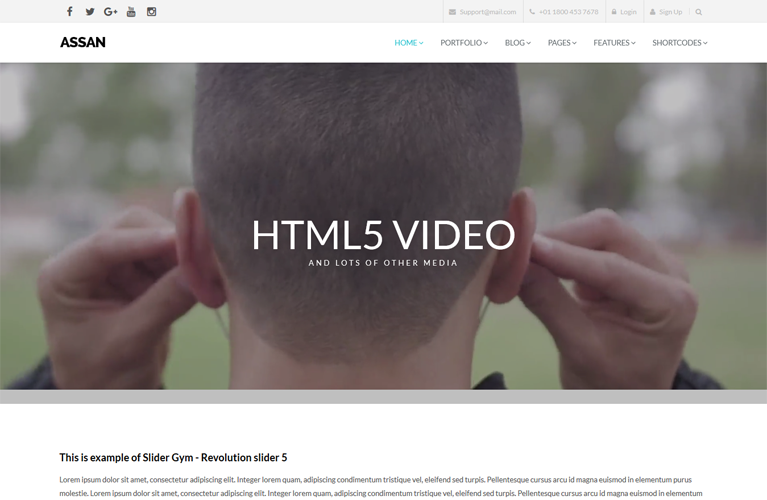 Support@mail.com +01 1800 453 7678 Login Sign Up
ASSAN HOME PORTFOLIO BLOG PAGES FEATURES SHORTCODES
HTML5 VIDEO
AND LOTS OF OTHER MEDIA
This is example of Slider Gym - Revolution slider 5
Lorem ipsum dolor sit amet, consectetur adipiscing elit. Integer lorem quam, adipiscing condimentum tristique vel, eleifend sed turpis. Pellentesque cursus arcu id magna euismod in elementum purus
molestie. Lorem ipsum dolor sit amet, consectetur adipiscing elit. Integer lorem quam, adipiscing condimentum tristique vel, eleifend sed turpis. Pellentesque cursus arcu id magna euismod in elementum